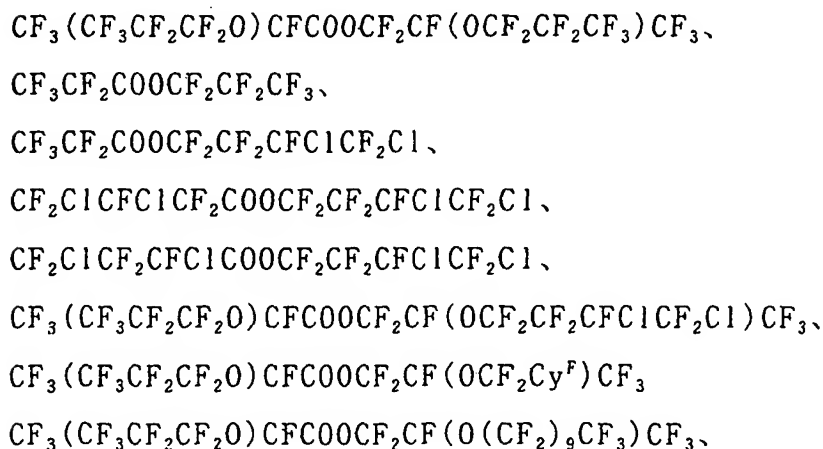 CF₃(CF₃CF₂CF₂O)CFCOOCF₂CF(OCF₂CF₂CF₃)CF₃、
CF₃CF₂COOCF₂CF₂CF₃、
CF₃CF₂COOCF₂CF₂CFClCF₂Cl、
CF₂ClCFClCF₂COOCF₂CF₂CFClCF₂Cl、
CF₂ClCF₂CFClCOOCF₂CF₂CFClCF₂Cl、
CF₃(CF₃CF₂CF₂O)CFCOOCF₂CF(OCF₂CF₂CFClCF₂Cl)CF₃、
CF₃(CF₃CF₂CF₂O)CFCOOCF₂CF(OCF₂Cyᶠ)CF₃
CF₃(CF₃CF₂CF₂O)CFCOOCF₂CF(O(CF₂)₉CF₃)CF₃、